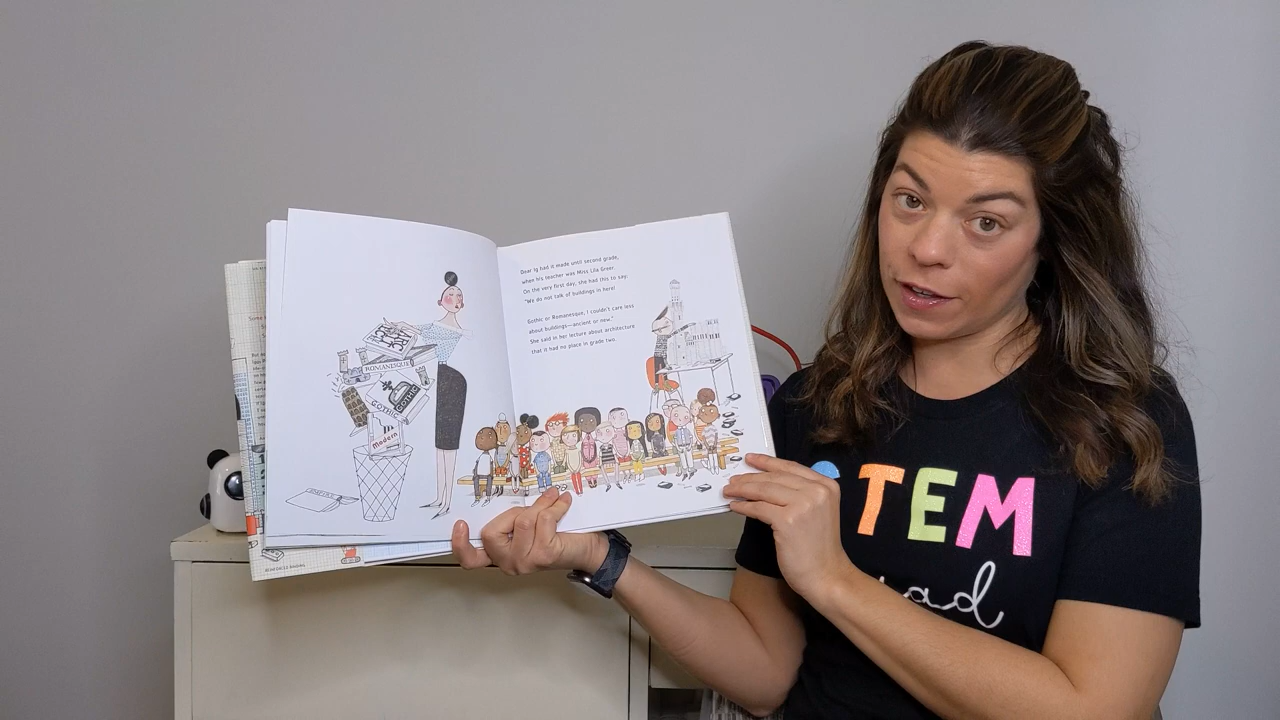 ROMANESQUE
GOTHIC
Modern
Dear Ig had it made until second grade,
when his teacher was Miss Lila Greer.
On the very first day, she had this to say:
"We do not talk of buildings in here!
Gothic or Romanesque, I couldn't care less
about buildings—ancient or new."
She said in her lecture about architecture
that it had no place in grade two.
TEM